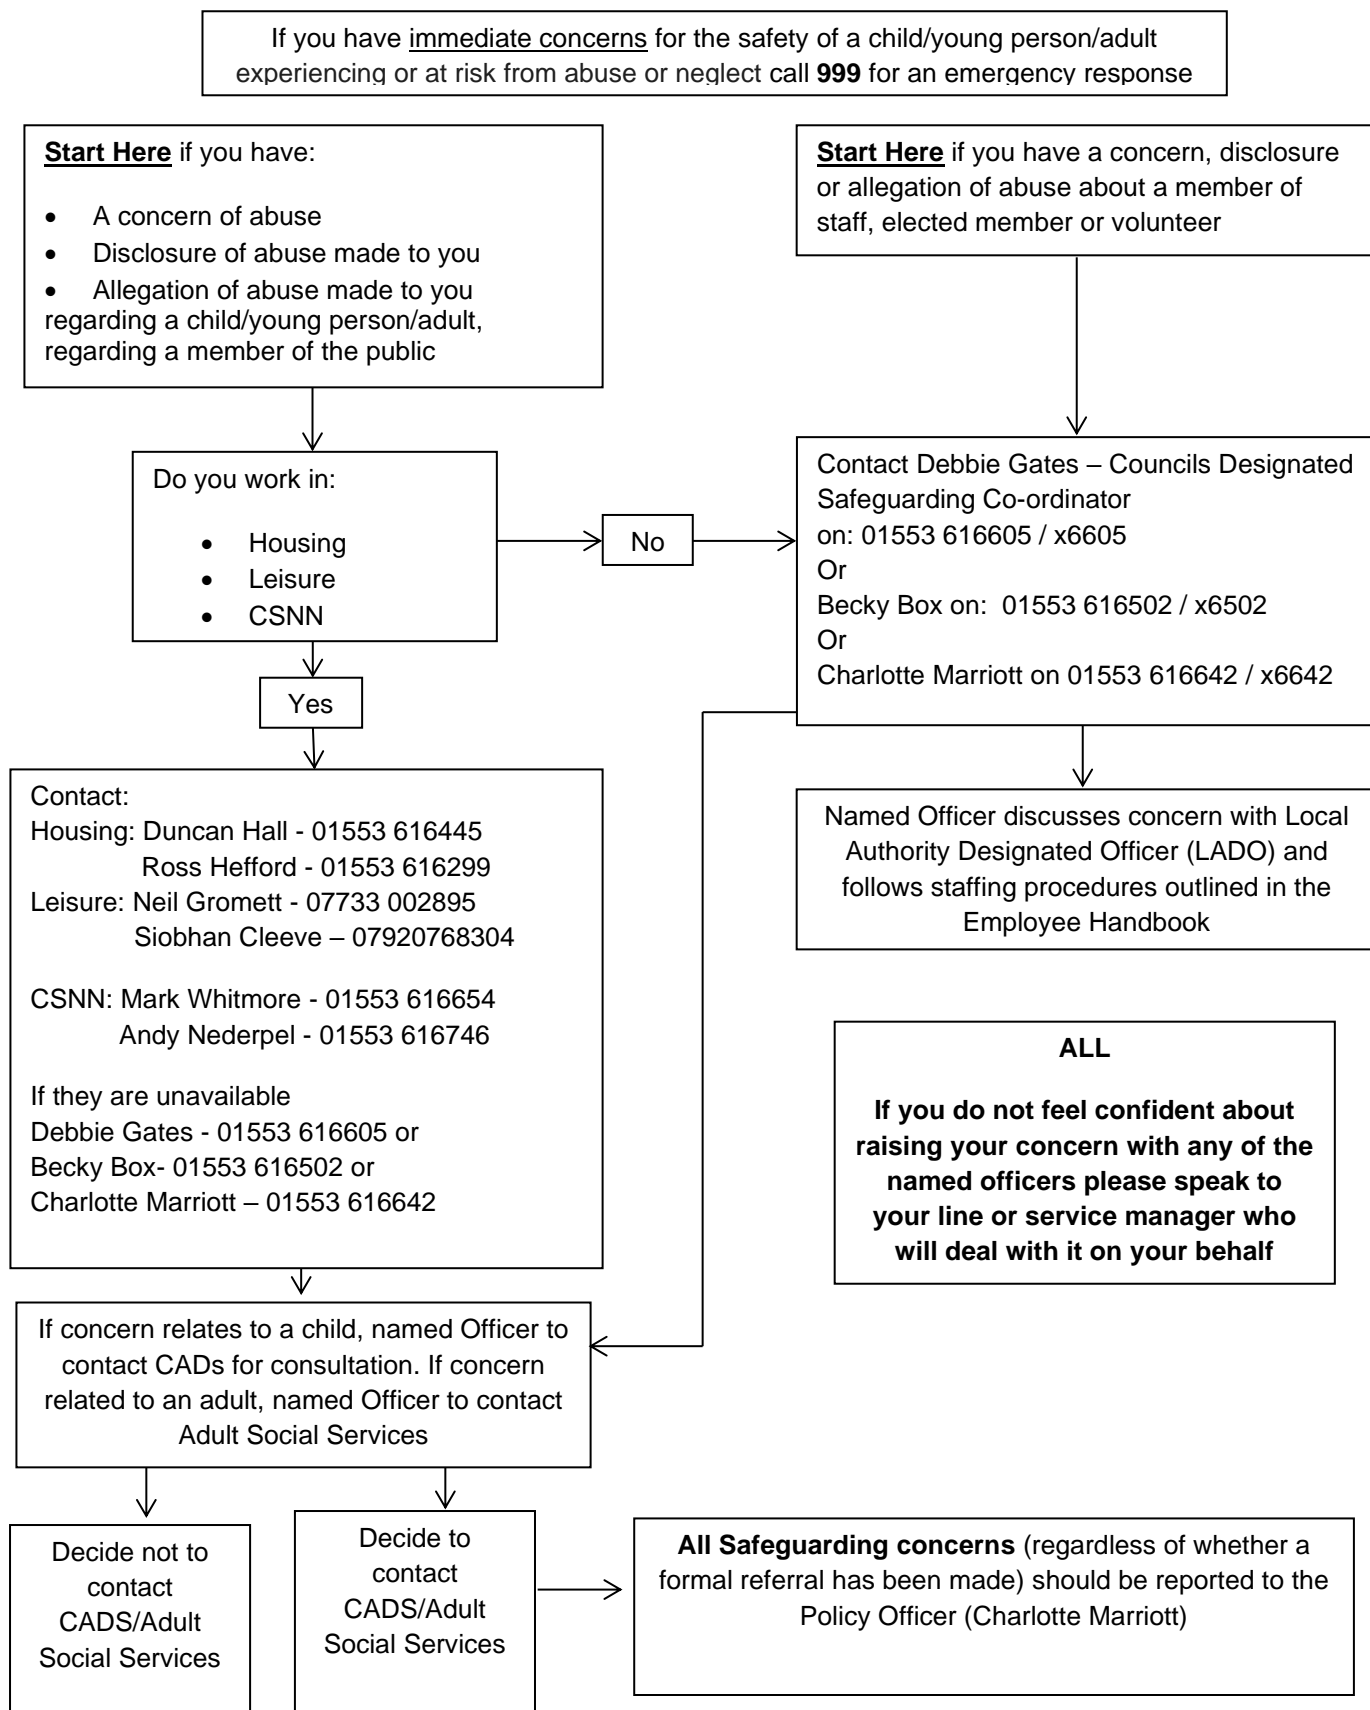 If you have immediate concerns for the safety of a child/young person/adult
experiencing or at risk from abuse or neglect call 999 for an emergency response
Start Here if you have:
• A concern of abuse
• Disclosure of abuse made to you
• Allegation of abuse made to you
regarding a child/young person/adult,
regarding a member of the public
Start Here if you have a concern, disclosure
or allegation of abuse about a member of
staff, elected member or volunteer
Do you work in:
• Housing
• Leisure
• CSNN
No
Contact Debbie Gates – Councils Designated
Safeguarding Co-ordinator
on: 01553 616605 / x6605
Or
Becky Box on: 01553 616502 / x6502
Or
Charlotte Marriott on 01553 616642 / x6642
Yes
Contact:
Housing: Duncan Hall - 01553 616445
Ross Hefford - 01553 616299
Leisure: Neil Gromett - 07733 002895
Siobhan Cleeve – 07920768304
CSNN: Mark Whitmore - 01553 616654
Andy Nederpel - 01553 616746
If they are unavailable
Debbie Gates - 01553 616605 or
Becky Box- 01553 616502 or
Charlotte Marriott – 01553 616642
Named Officer discusses concern with Local
Authority Designated Officer (LADO) and
follows staffing procedures outlined in the
Employee Handbook
ALL
If you do not feel confident about
raising your concern with any of the
named officers please speak to
your line or service manager who
will deal with it on your behalf
If concern relates to a child, named Officer to
contact CADs for consultation. If concern
related to an adult, named Officer to contact
Adult Social Services
Decide not to
contact
CADS/Adult
Social Services
Decide to
contact
CADS/Adult
Social Services
All Safeguarding concerns (regardless of whether a
formal referral has been made) should be reported to the
Policy Officer (Charlotte Marriott)